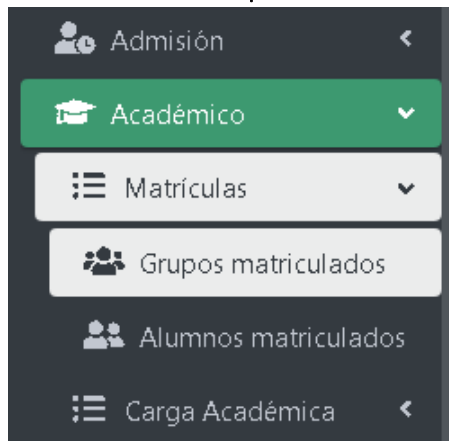 Admisión
Académico
Matrículas
Grupos matriculados
Alumnos matriculados
Carga Académica